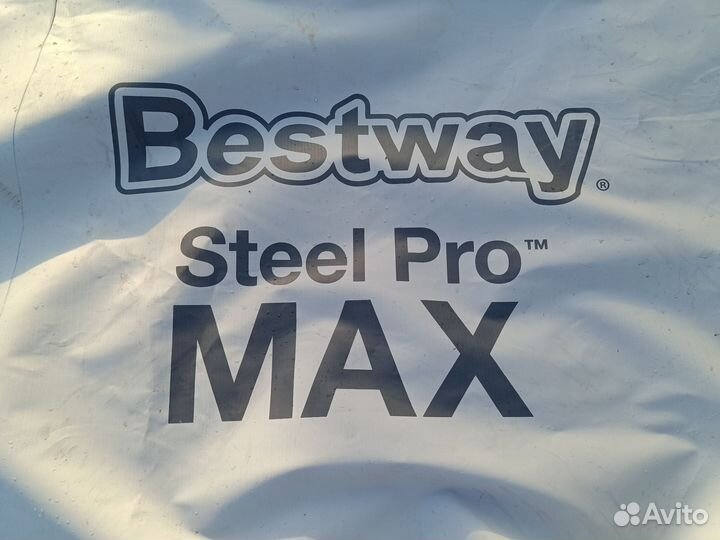 Bestway®
Steel Pro™
MAX
Avito